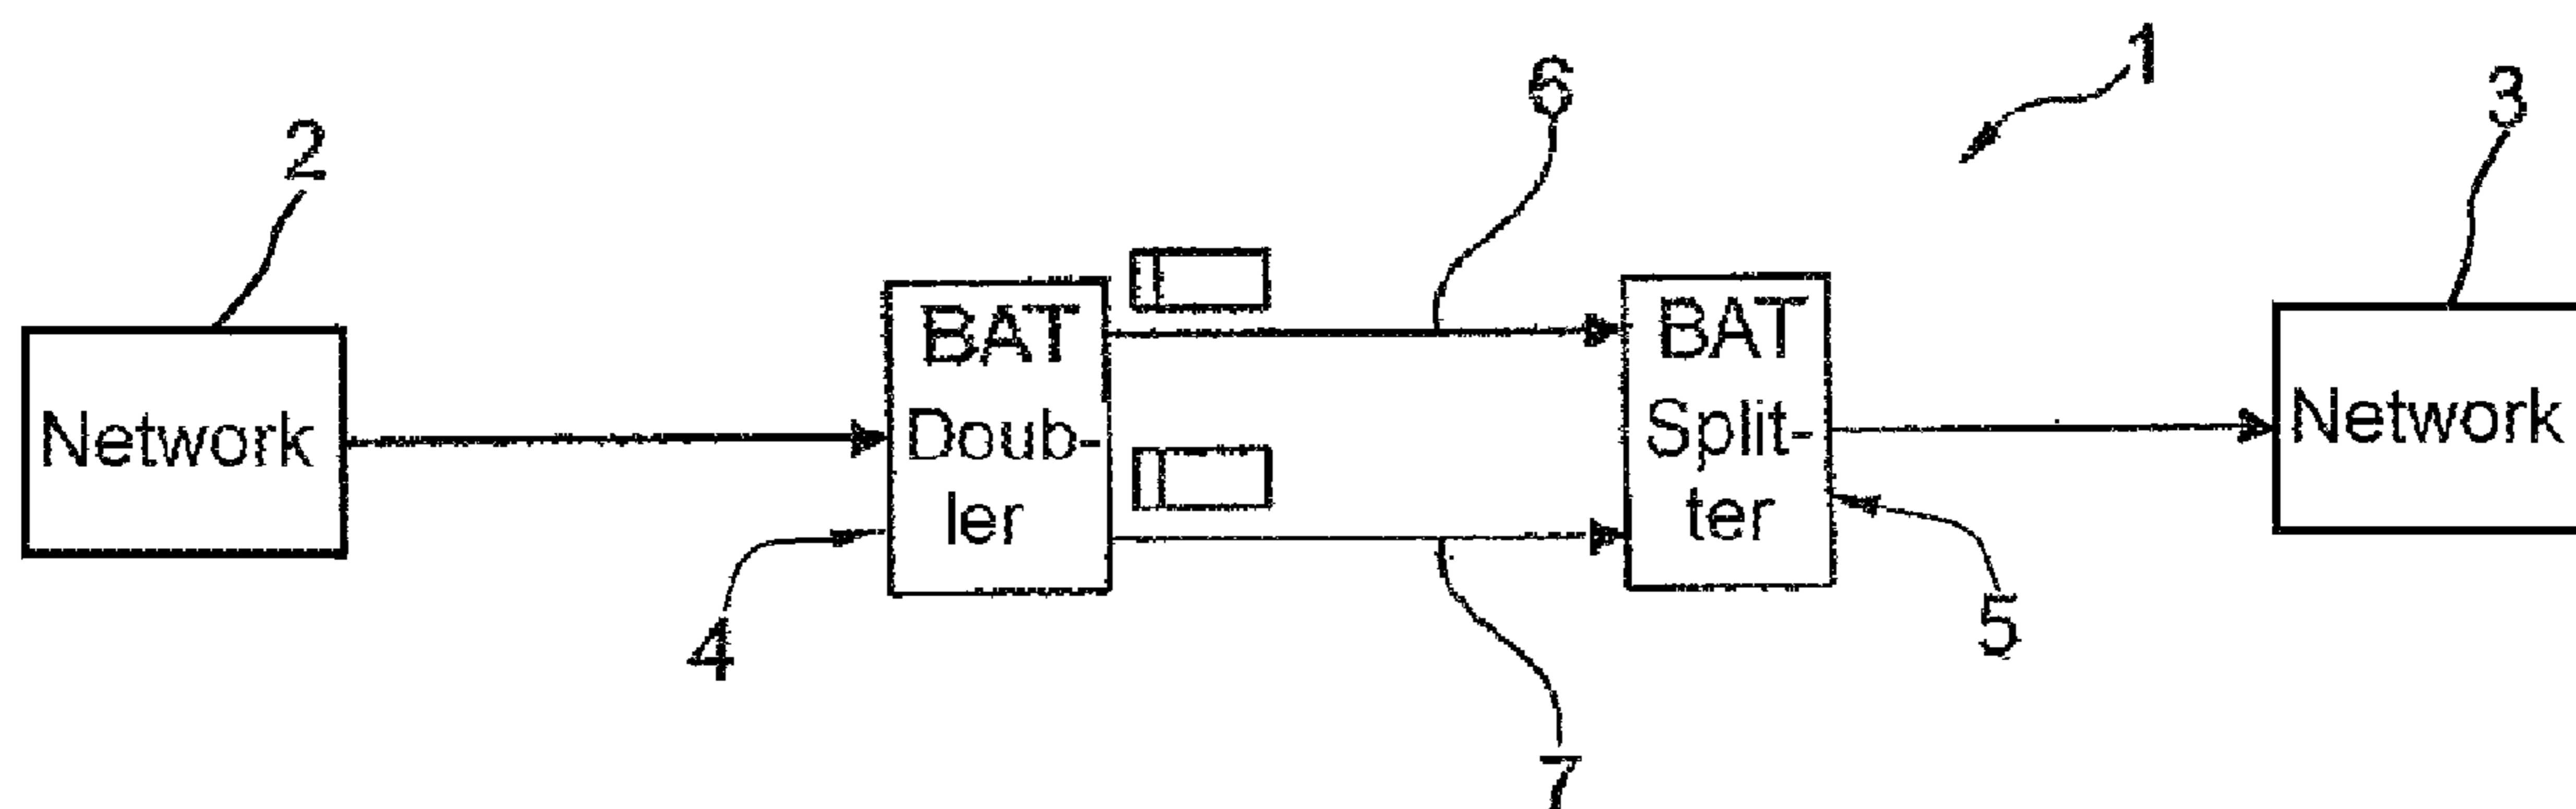 1
6
3
2
BAT
Doub-
ler
BAT
Split-
ter
Network
Network
4
5
7